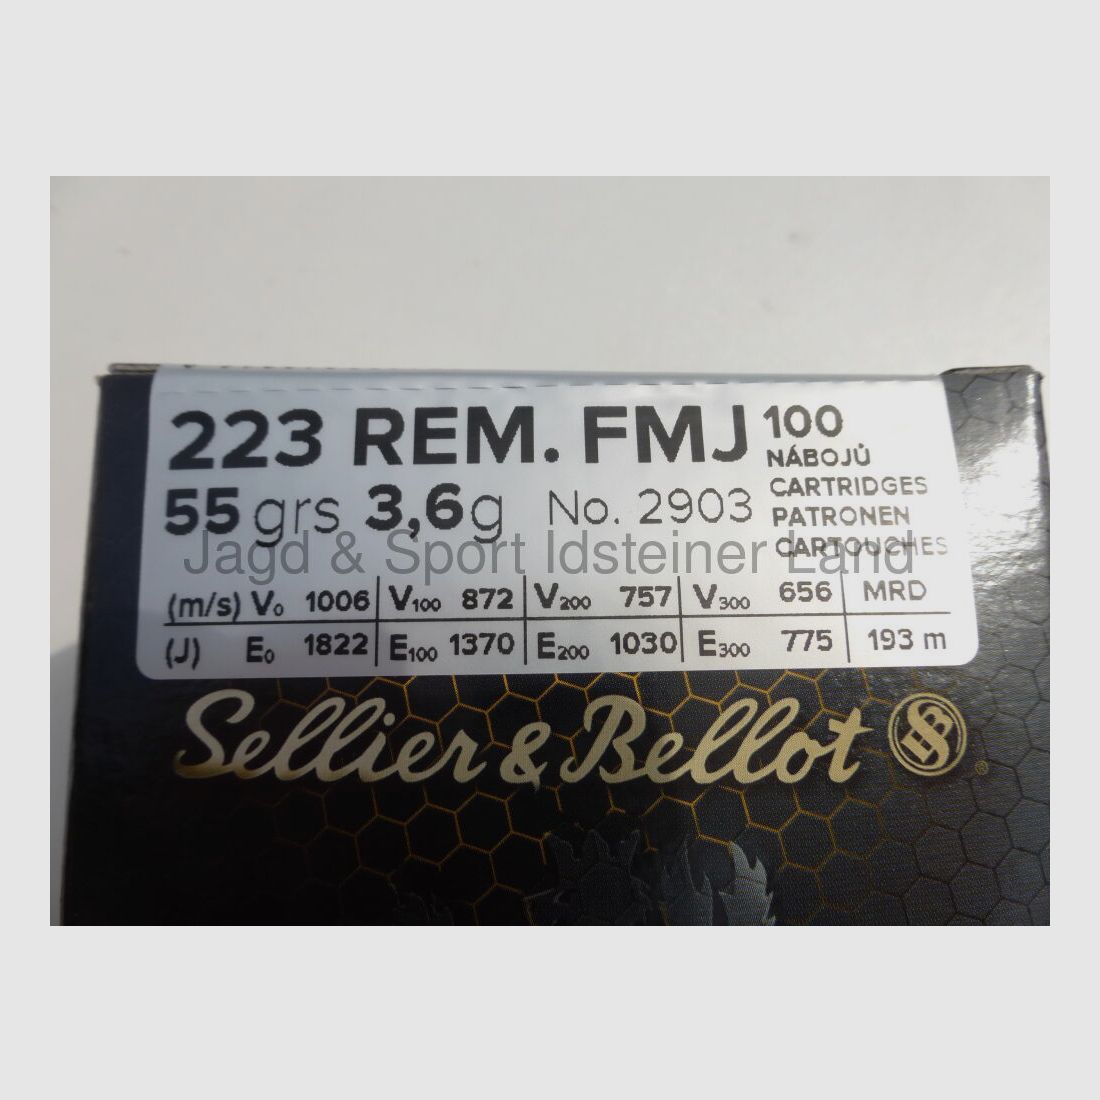 223 REM. FMJ 100
NÁBOJŮ
55 grs 3,6g No. 2903
CARTRIDGES
PATRONEN
CARTOUCHES
Jagd & Sport Idsteiner Land
(m/s) V0 1006 V100 872 V200 757 V300 656 MRD
(J) E0 1822 E100 1370 E200 1030 E300 775 193 m
Sellier & Bellot
®